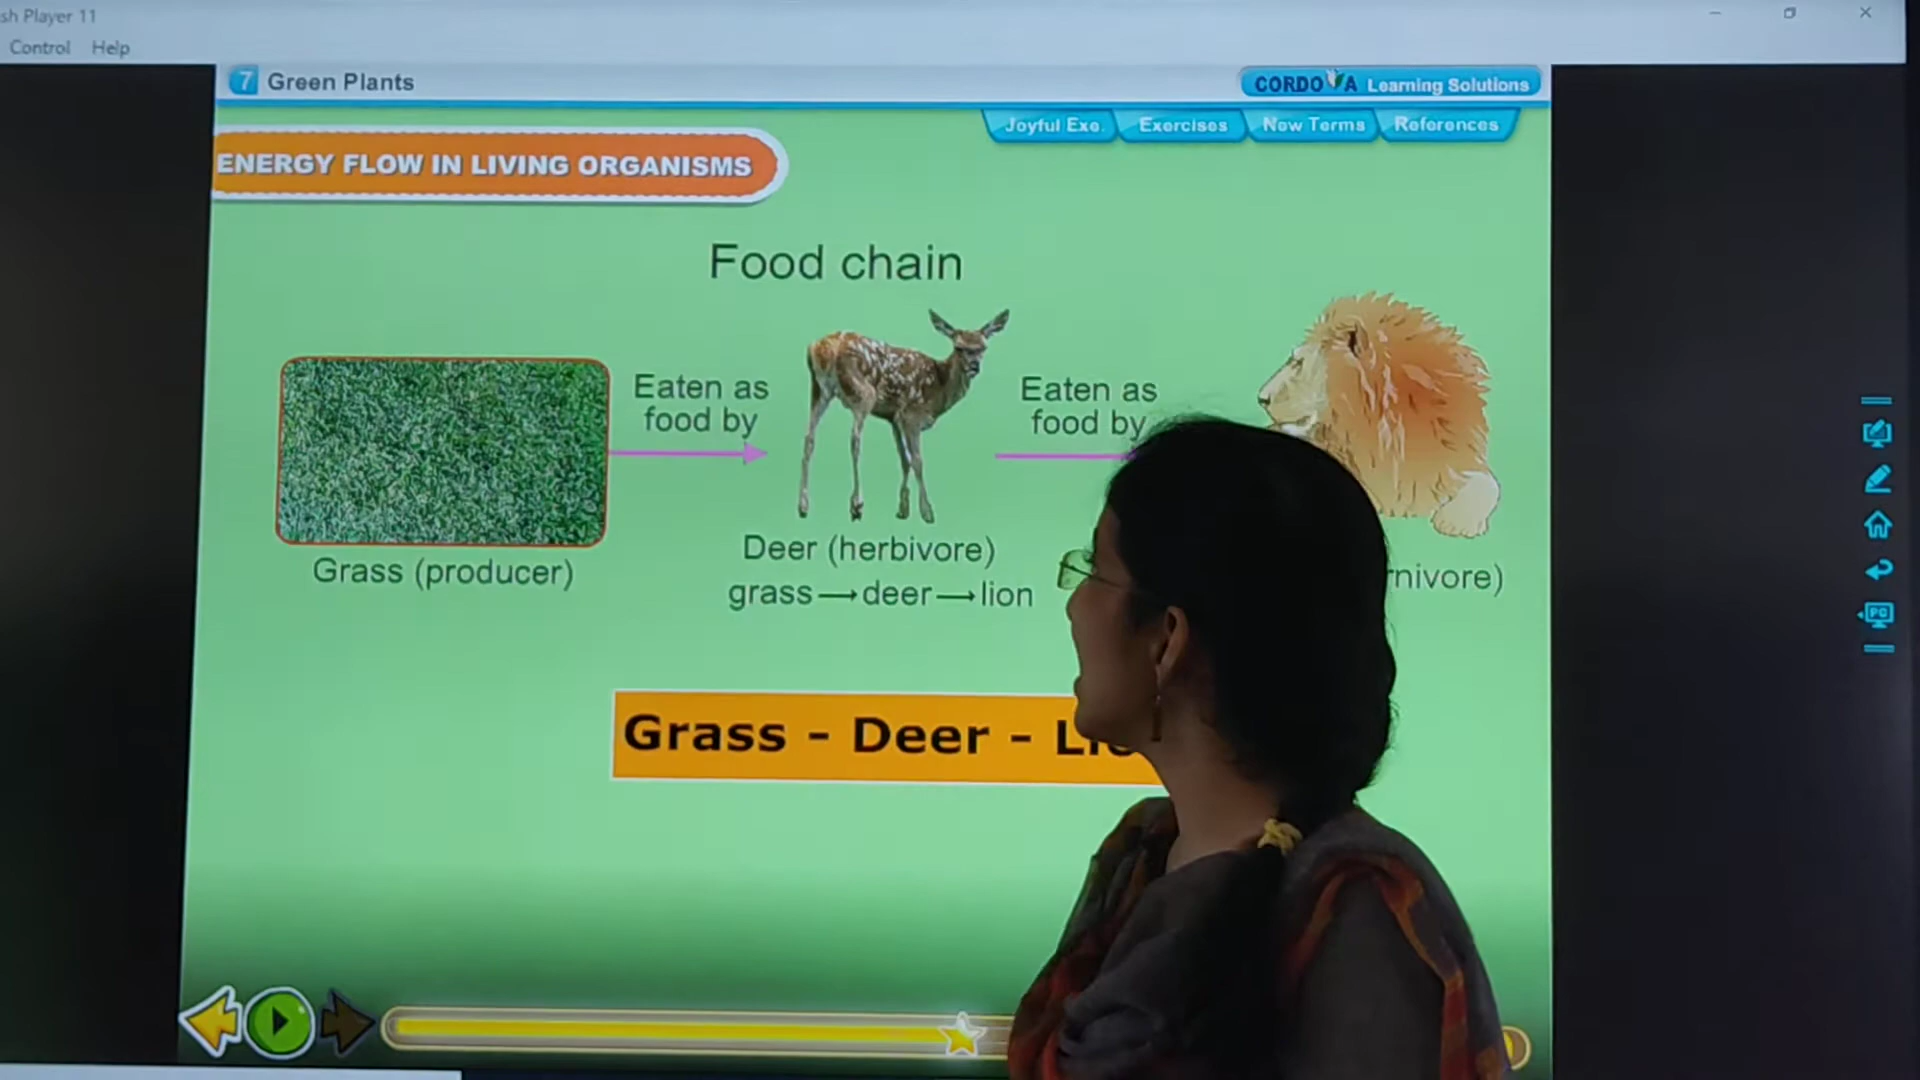 sh Player 11
Control Help
7 Green Plants
CORDOVA Learning Solutions
Joyful Exe. Exercises New Terms References
ENERGY FLOW IN LIVING ORGANISMS
Food chain
Eaten as
food by
Eaten as
food by
Grass (producer)
Deer (herbivore)
grass→deer→lion
rnivore)
Grass - Deer -
PC